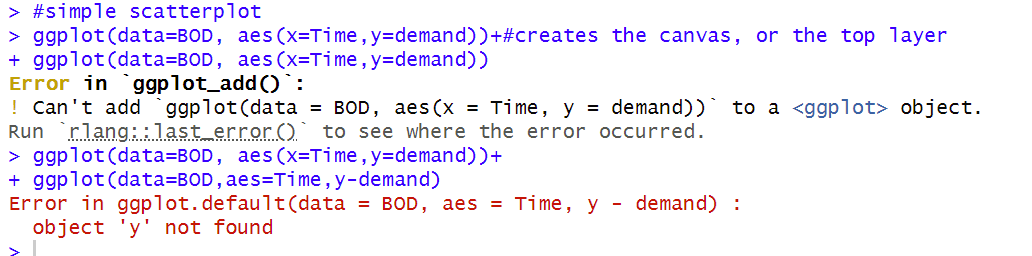 > #simple scatterplot
> ggplot(data=BOD, aes(x=Time,y=demand))+#creates the canvas, or the top layer
+ ggplot(data=BOD, aes(x=Time,y=demand))
Error in `ggplot_add()`:
! Can't add `ggplot(data = BOD, aes(x = Time, y = demand))` to a <ggplot> object.
Run `rlang::last_error()` to see where the error occurred.
> ggplot(data=BOD, aes(x=Time,y=demand))+
+ ggplot(data=BOD,aes=Time,y-demand)
Error in ggplot.default(data = BOD, aes = Time, y - demand) :
  object 'y' not found
>